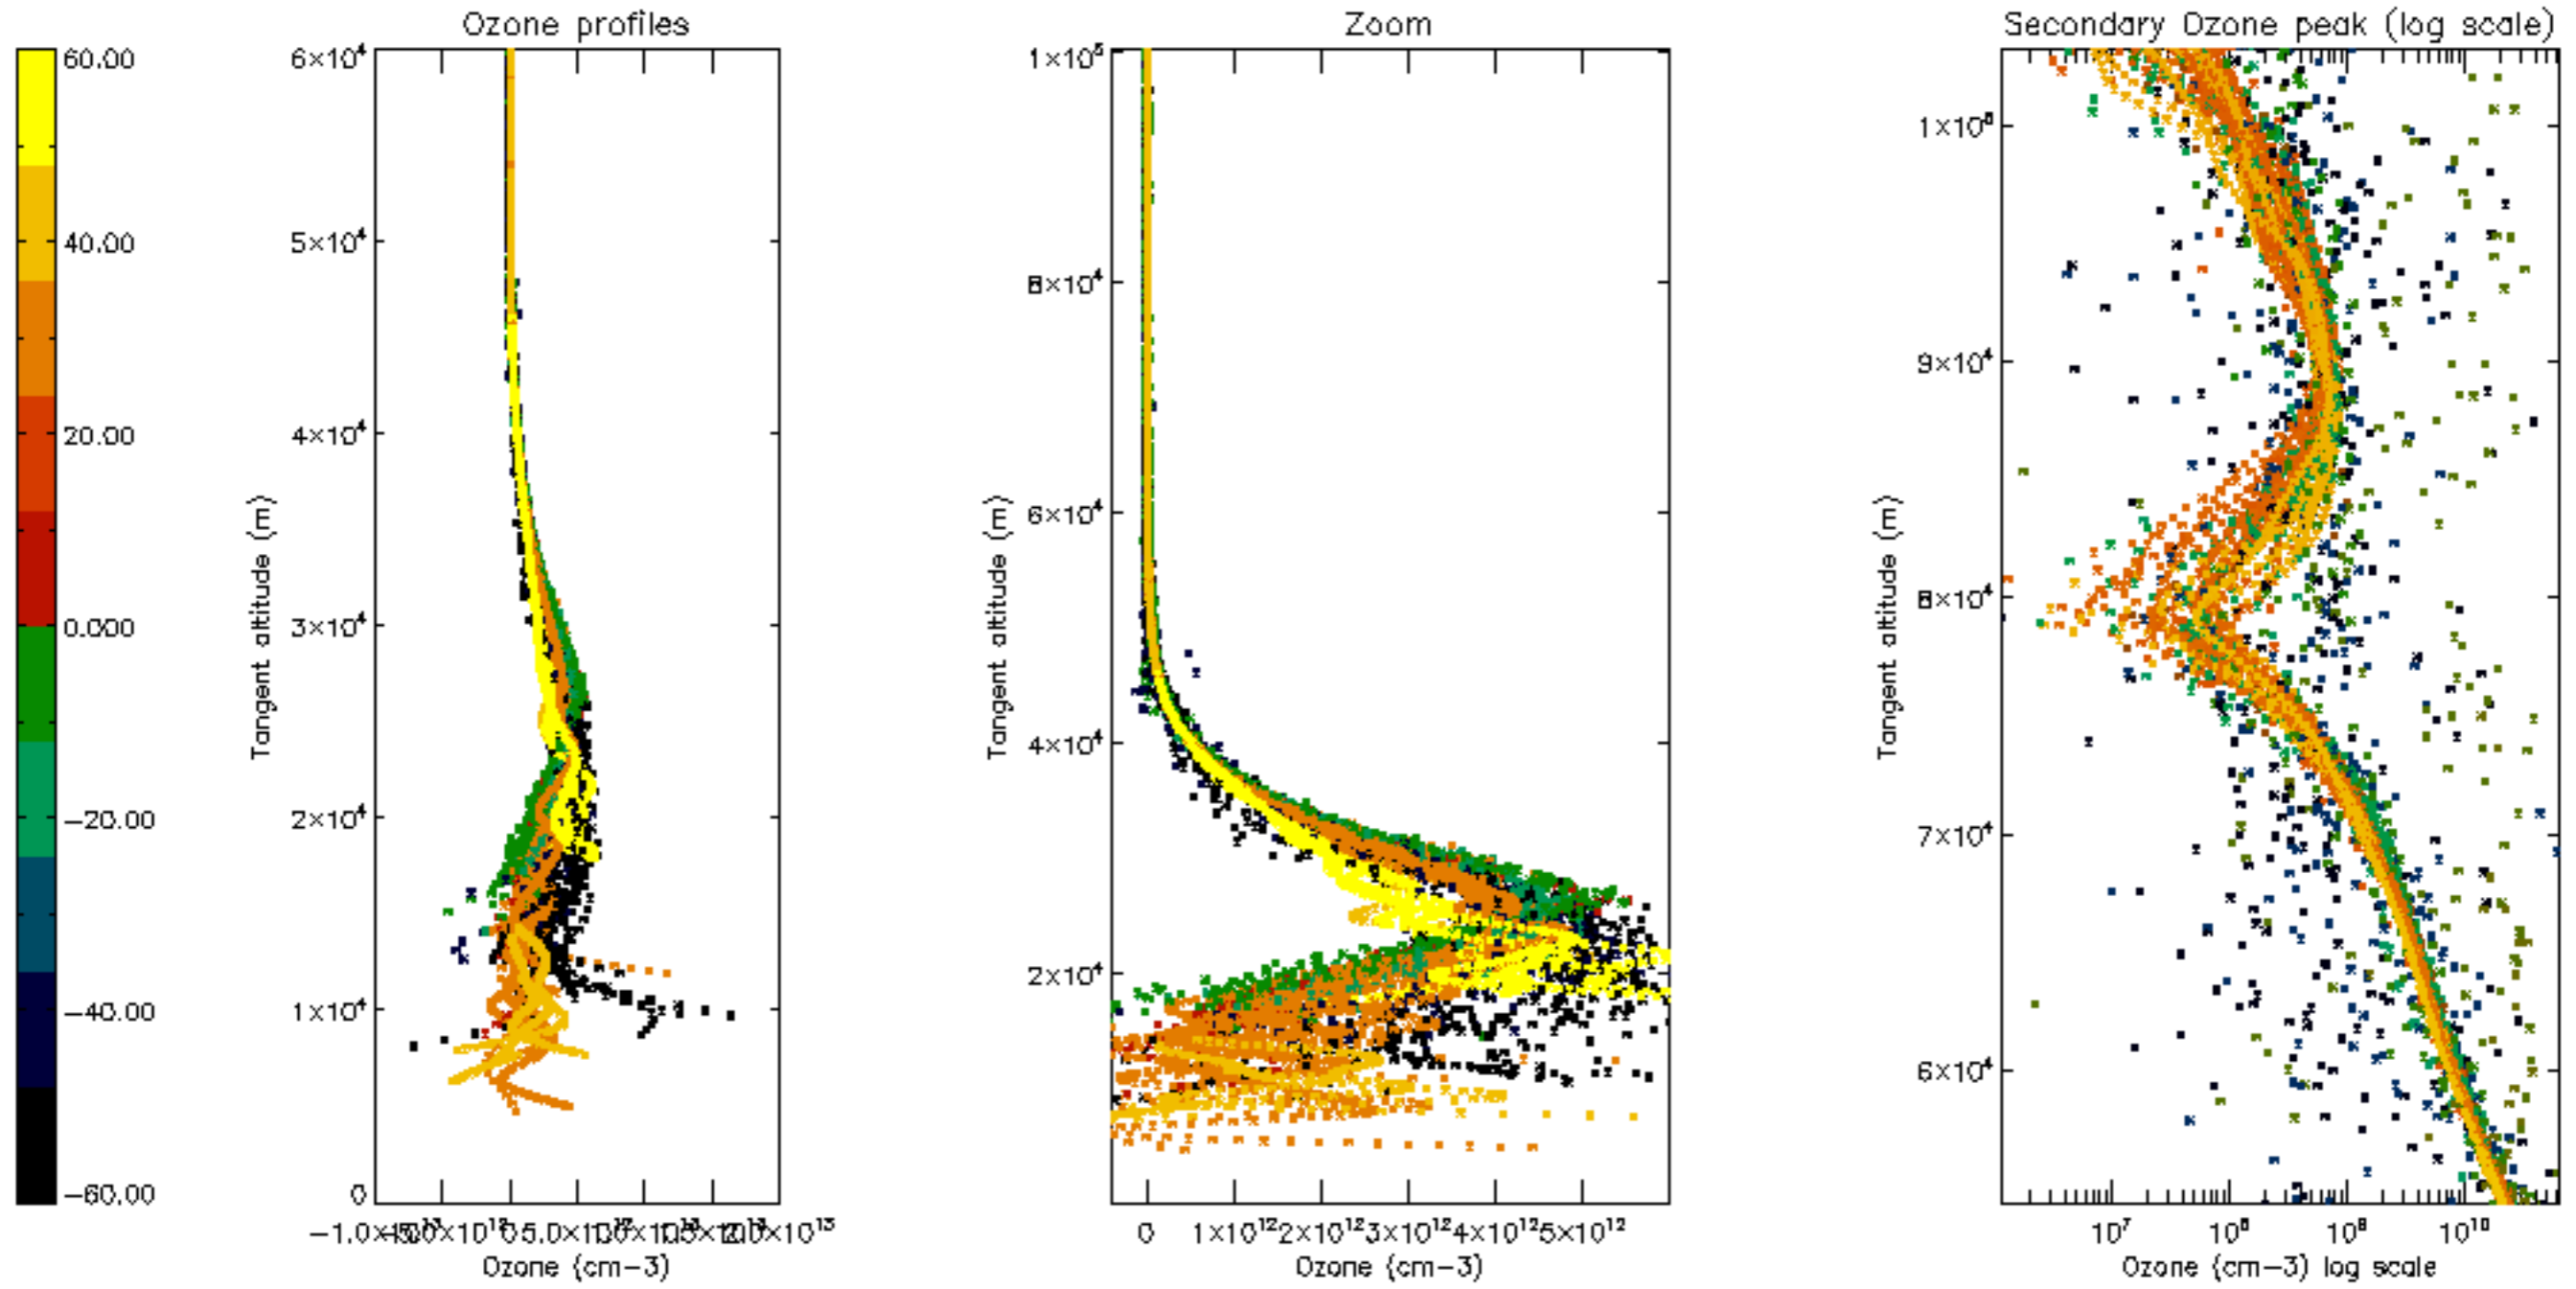 Ozone profiles
Zoom
Secondary Ozone peak (log scale)
60.00
40.00
20.00
0.000
−20.00
−40.00
−60.00
6×10⁴
5×10⁴
4×10⁴
3×10⁴
2×10⁴
1×10⁴
0
Tangent altitude (m)
Ozone (cm−3)
1×10⁵
8×10⁴
6×10⁴
4×10⁴
2×10⁴
Tangent altitude (m)
0 1×10¹² 2×10¹² 3×10¹² 4×10¹² 5×10¹²
Ozone (cm−3)
1×10⁵
9×10⁴
8×10⁴
7×10⁴
6×10⁴
Tangent altitude (m)
10⁷ 10⁸ 10⁹ 10¹⁰
Ozone (cm−3) log scale